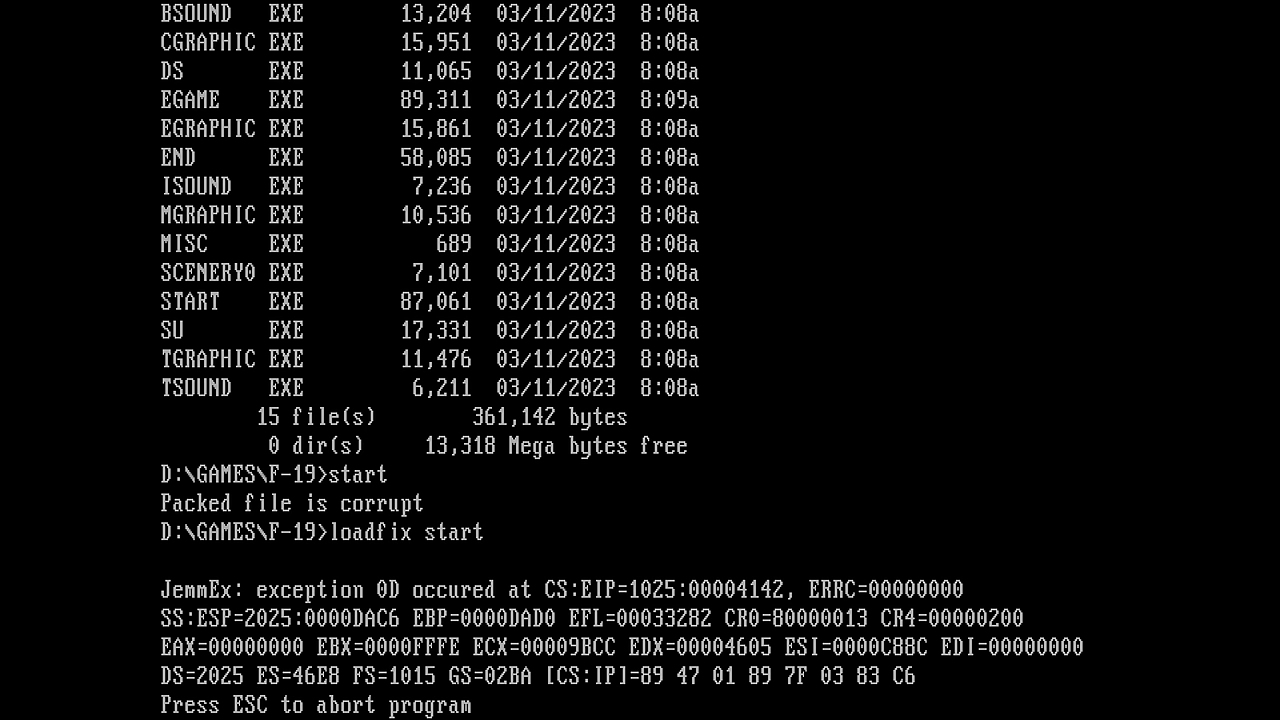 BSOUND   EXE        13,204  03/11/2023  8:08a
CGRAPHIC EXE        15,951  03/11/2023  8:08a
DS       EXE        11,065  03/11/2023  8:08a
EGAME    EXE        89,311  03/11/2023  8:09a
EGRAPHIC EXE        15,861  03/11/2023  8:08a
END      EXE        58,085  03/11/2023  8:08a
ISOUND   EXE         7,236  03/11/2023  8:08a
MGRAPHIC EXE        10,536  03/11/2023  8:08a
MISC     EXE           689  03/11/2023  8:08a
SCENERY0 EXE         7,101  03/11/2023  8:08a
START    EXE        87,061  03/11/2023  8:08a
SU       EXE        17,331  03/11/2023  8:08a
TGRAPHIC EXE        11,476  03/11/2023  8:08a
TSOUND   EXE         6,211  03/11/2023  8:08a
        15 file(s)        361,142 bytes
         0 dir(s)     13,318 Mega bytes free
D:\GAMES\F-19>start
Packed file is corrupt
D:\GAMES\F-19>loadfix start
JemmEx: exception 0D occured at CS:EIP=1025:00004142, ERRC=00000000
SS:ESP=2025:0000DAC6 EBP=0000DAD0 EFL=00033282 CR0=80000013 CR4=00000200
EAX=00000000 EBX=0000FFFE ECX=00009BCC EDX=00004605 ESI=0000C88C EDI=00000000
DS=2025 ES=46E8 FS=1015 GS=02BA [CS:IP]=89 47 01 89 7F 03 83 C6
Press ESC to abort program